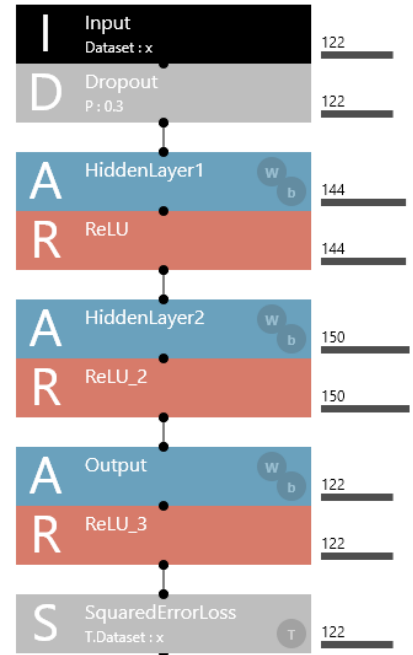 I
Input
Dataset : x
122
D
Dropout
P : 0.3
122
A
HiddenLayer1
W
b
144
R
ReLU
144
A
HiddenLayer2
W
b
150
R
ReLU_2
150
A
Output
W
b
122
R
ReLU_3
122
S
SquaredErrorLoss
T.Dataset : x
T
122